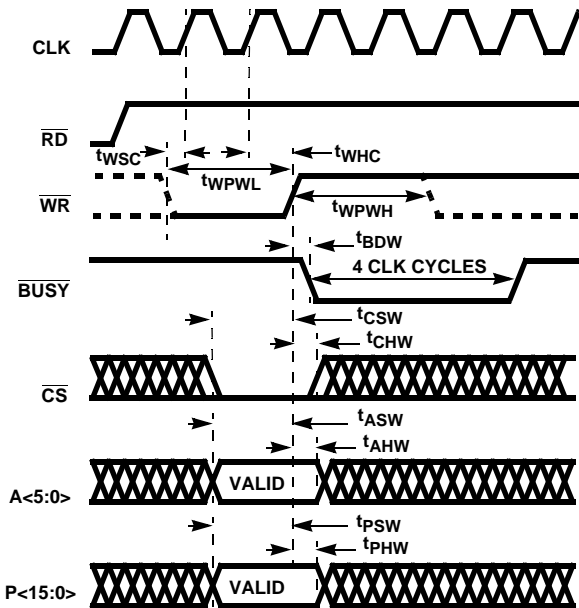 CLK
RD
tWSC
tWHC
tWPWL
WR
tWPWH
tBDW
4 CLK CYCLES
BUSY
tCSW
tCHW
CS
tASW
tAHW
A<5:0>
VALID
tPSW
tPHW
P<15:0>
VALID